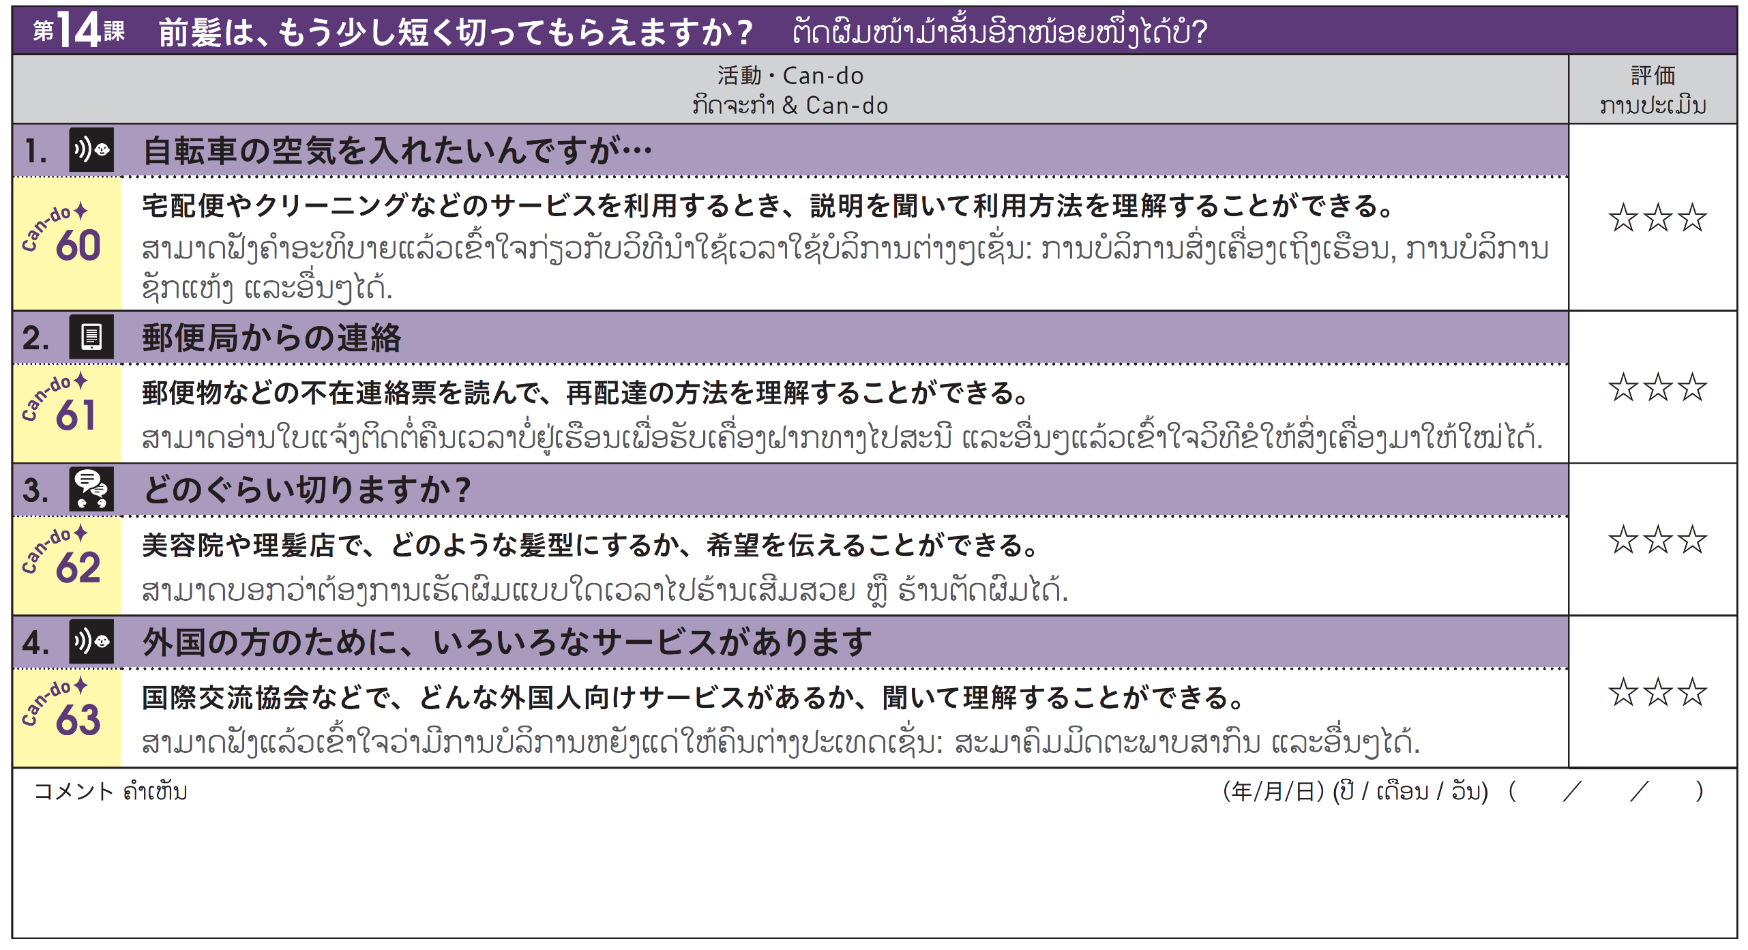 第14課 前髪は、もう少し短く切ってもらえますか？ ຕັດຜົມໜ້າມ້າສັ້ນອີກໜ້ອຍໜຶ່ງໄດ້ບໍ?
活動・Can-do
ກິດຈະກຳ & Can-do
評価
ການປະເມີນ
1. 自転車の空気を入れたいんですが…
Can-do 60
宅配便やクリーニングなどのサービスを利用するとき、説明を聞いて利用方法を理解することができる。
ສາມາດຟັງຄຳອະທິບາຍແລ້ວເຂົ້າໃຈກ່ຽວກັບວິທີນຳໃຊ້ເວລາໃຊ້ບໍລິການຕ່າງໆເຊັ່ນ: ການບໍລິການສົ່ງເຄື່ອງເຖິງເຮືອນ, ການບໍລິການ
ຊັກແຫ້ງ ແລະອື່ນໆໄດ້.
☆☆☆
2. 郵便局からの連絡
Can-do 61
郵便物などの不在連絡票を読んで、再配達の方法を理解することができる。
ສາມາດອ່ານໃບແຈ້ງຕິດຕໍ່ຄືນເວລາບໍ່ຢູ່ເຮືອນເພື່ອຮັບເຄື່ອງຝາກທາງໄປສະນີ ແລະອື່ນໆແລ້ວເຂົ້າໃຈວິທີຂໍໃຫ້ສົ່ງເຄື່ອງມາໃຫ້ໃໝ່ໄດ້.
☆☆☆
3. どのぐらい切りますか？
Can-do 62
美容院や理髪店で、どのような髪型にするか、希望を伝えることができる。
ສາມາດບອກວ່າຕ້ອງການເຮັດຜົມແບບໃດເວລາໄປຮ້ານເສີມສວຍ ຫຼື ຮ້ານຕັດຜົມໄດ້.
☆☆☆
4. 外国の方のために、いろいろなサービスがあります
Can-do 63
国際交流協会などで、どんな外国人向けサービスがあるか、聞いて理解することができる。
ສາມາດຟັງແລ້ວເຂົ້າໃຈວ່າມີການບໍລິການຫຍັງແດ່ໃຫ້ຄົນຕ່າງປະເທດເຊັ່ນ: ສະມາຄົມມິດຕະພາບສາກົນ ແລະອື່ນໆໄດ້.
☆☆☆
コメント ຄຳເຫັນ
（年/月/日）(ປີ / ເດືອນ / ວັນ) （ ／ ／ ）